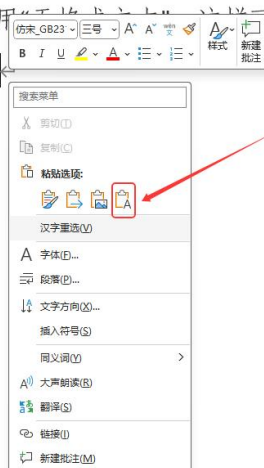 仿宋_GB23
三号
A^ A˅ wén 文
样式
新建
批注
B I U A
搜索菜单
剪切(T)
复制(C)
粘贴选项:
A
汉字重选(V)
A 字体(F)...
段落(P)...
文字方向(X)...
插入符号(S)
同义词(Y)
A 大声朗读(R)
翻译(S)
链接(I)
新建批注(M)